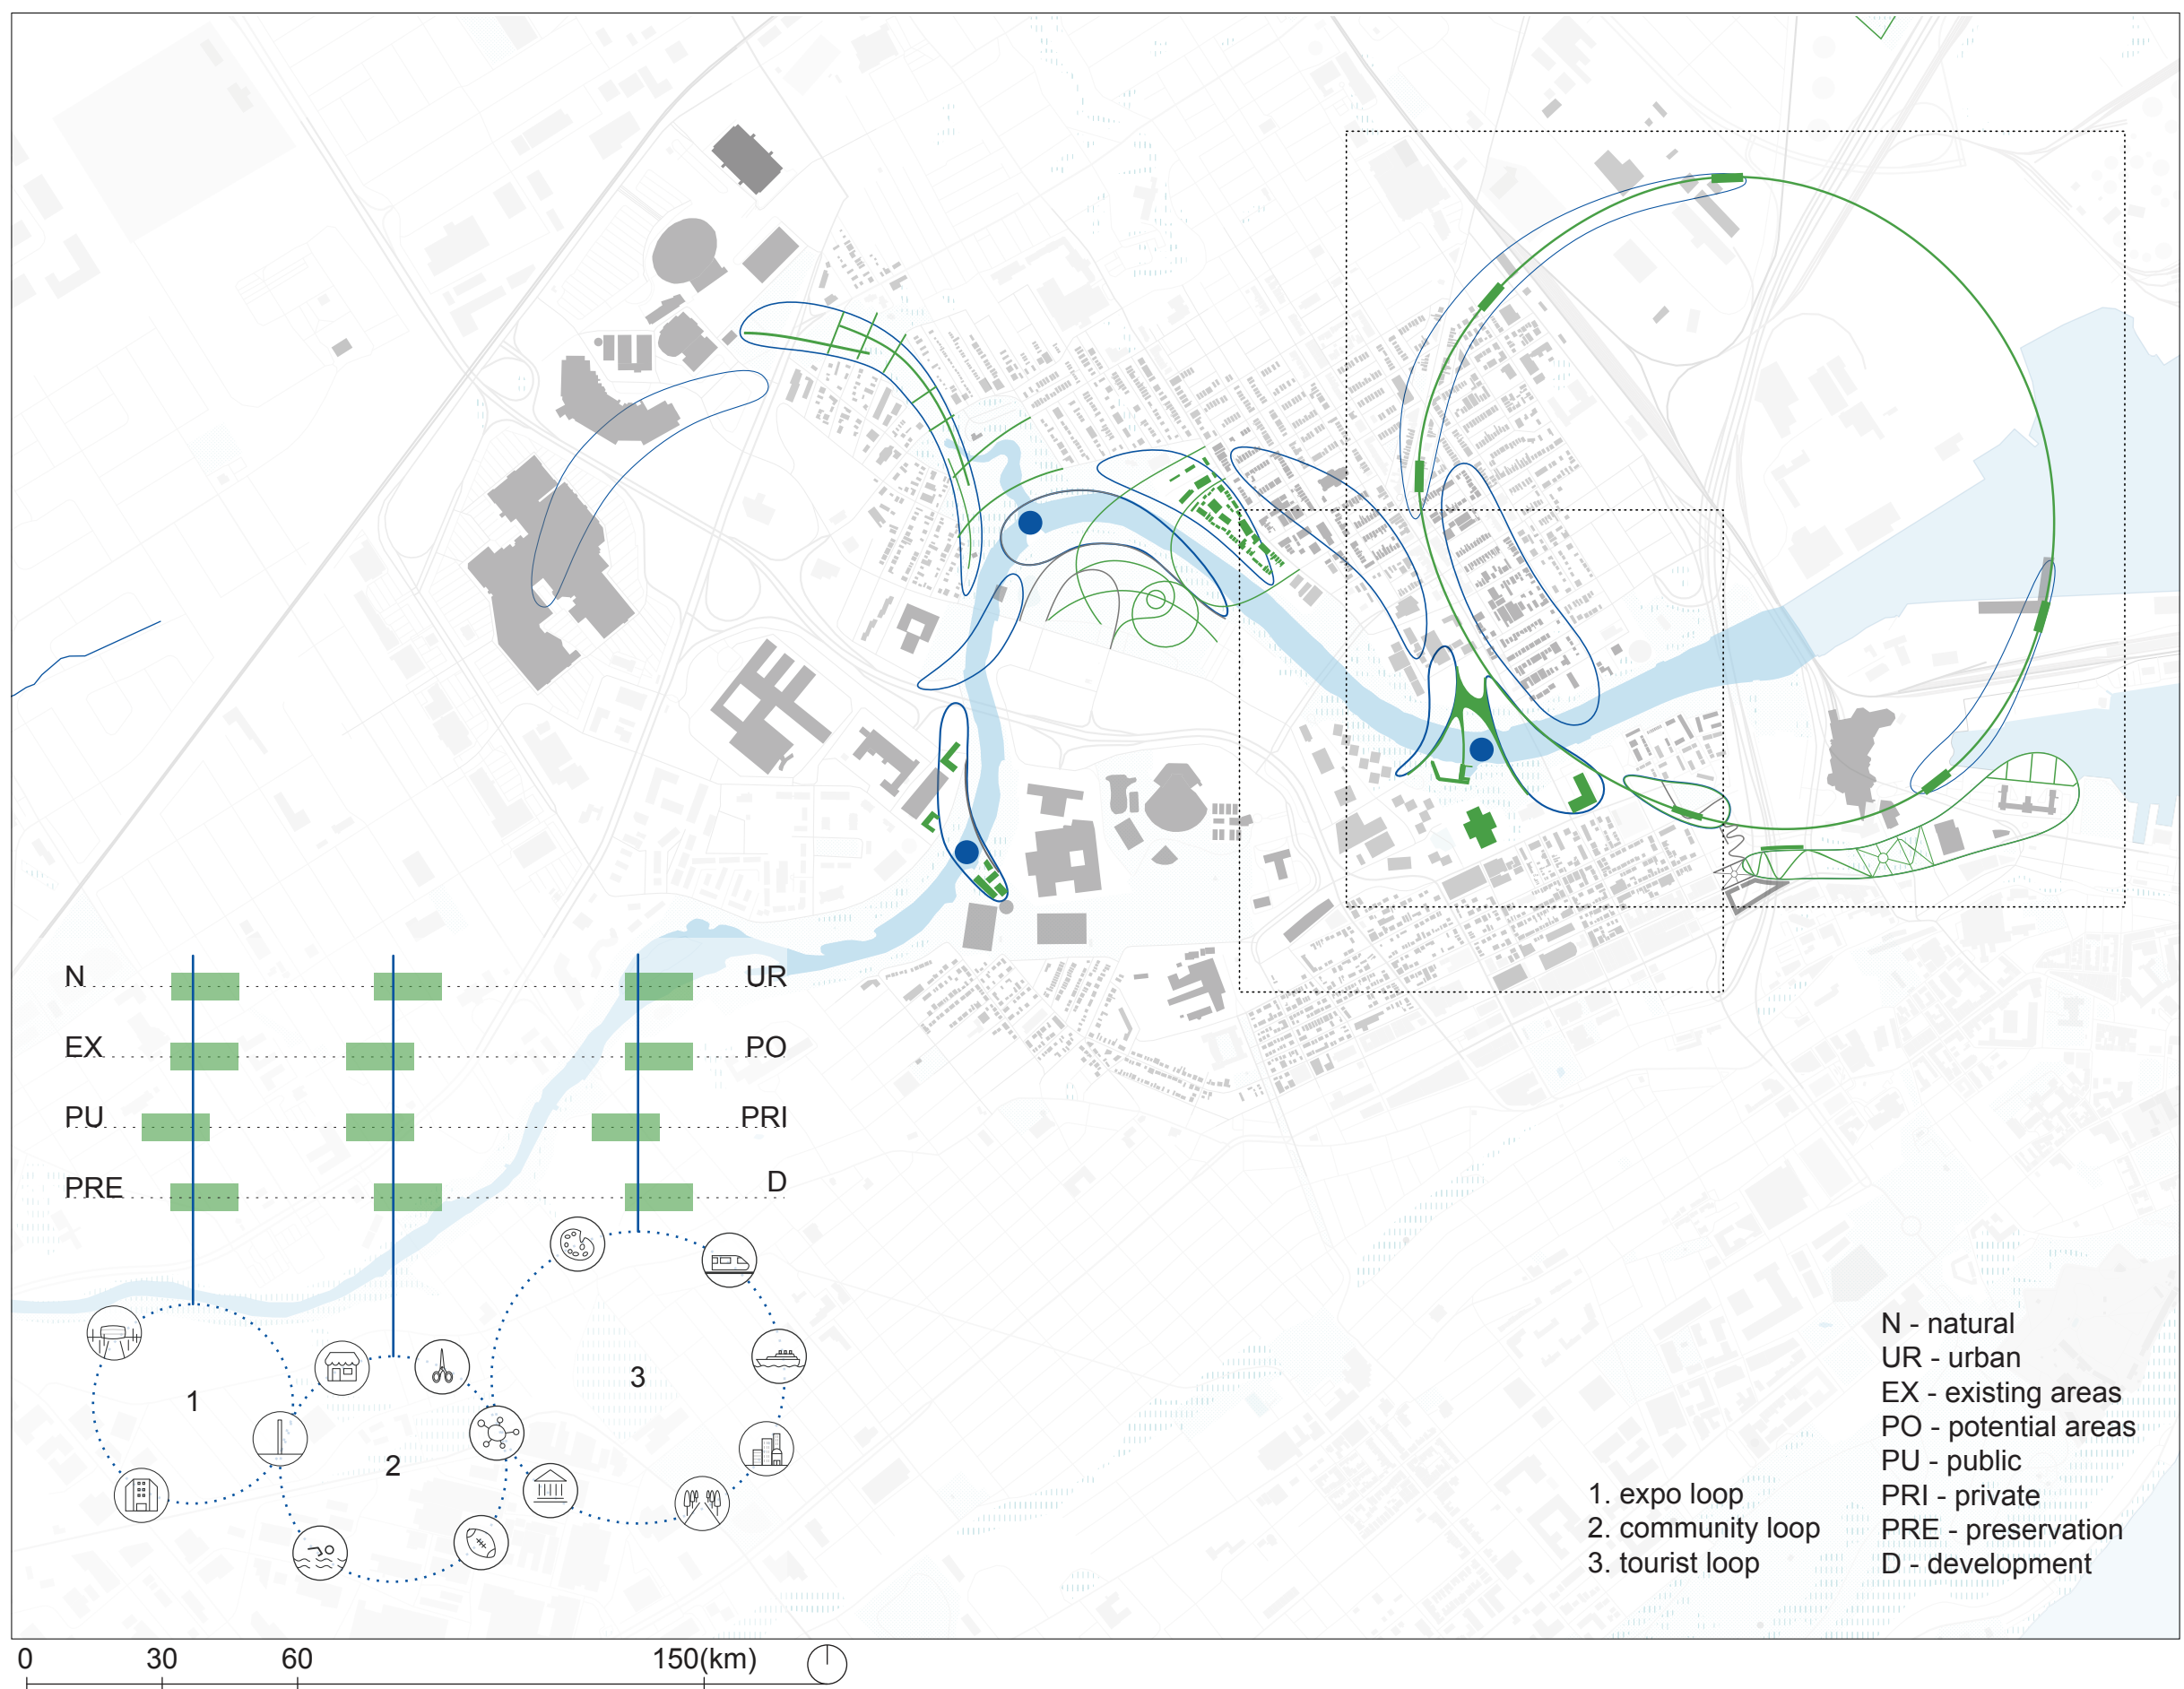 N UR
EX PO
PU PRI
PRE D
1
2
3
1. expo loop
2. community loop
3. tourist loop
N - natural
UR - urban
EX - existing areas
PO - potential areas
PU - public
PRI - private
PRE - preservation
D - development
0 30 60 150(km)